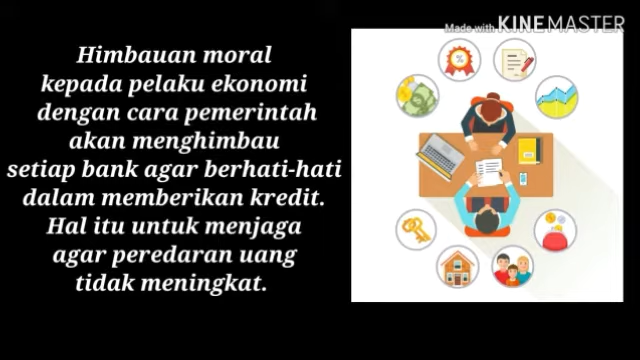 Made with KINEMASTER
Himbauan moral
kepada pelaku ekonomi
dengan cara pemerintah
akan menghimbau
setiap bank agar berhati-hati
dalam memberikan kredit.
Hal itu untuk menjaga
agar peredaran uang
tidak meningkat.
%